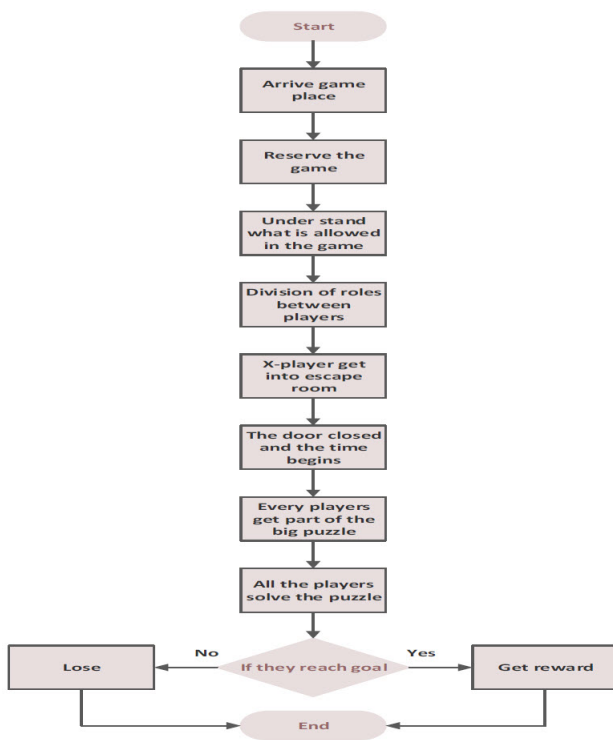 Start
Arrive game
place
Reserve the
game
Under stand
what is allowed
in the game
Division of roles
between
players
X-player get
into escape
room
The door closed
and the time
begins
Every players
get part of the
big puzzle
All the players
solve the puzzle
No
If they reach goal
Yes
Lose
Get reward
End